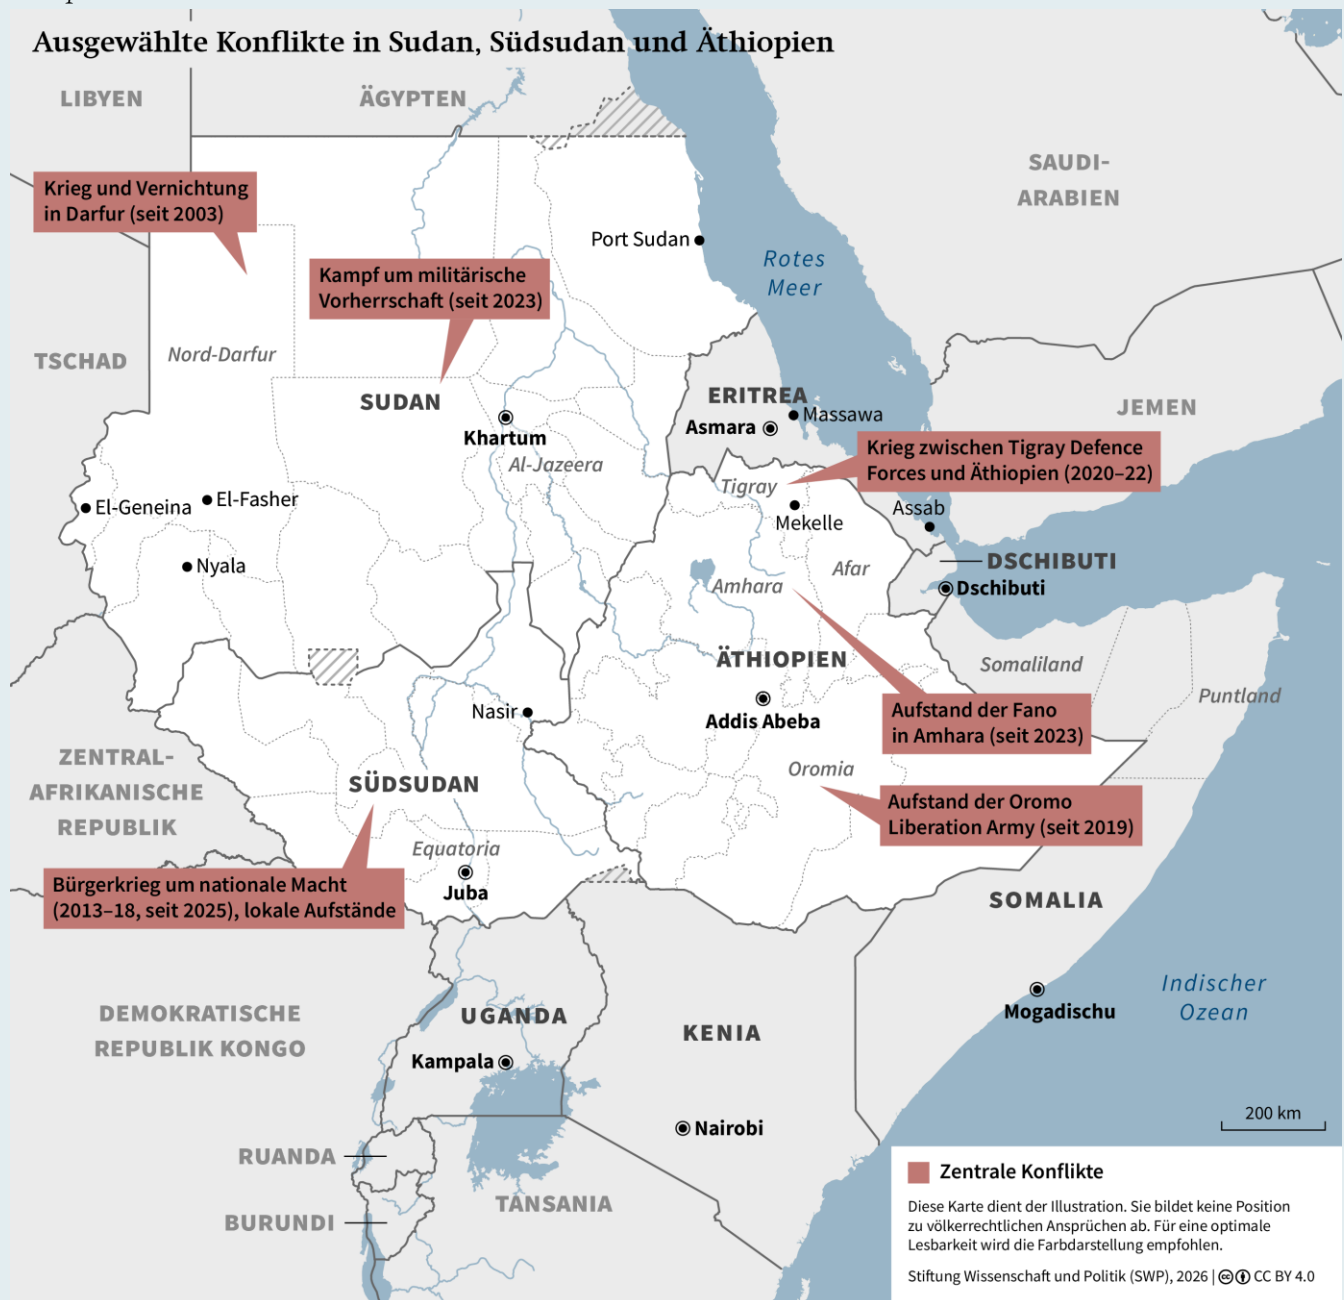 Ausgewählte Konflikte in Sudan, Südsudan und Äthiopien
LIBYEN
ÄGYPTEN
SAUDI-
ARABIEN
Krieg und Vernichtung
in Darfur (seit 2003)
Port Sudan
Rotes
Meer
Kampf um militärische
Vorherrschaft (seit 2023)
TSCHAD
Nord-Darfur
SUDAN
ERITREA
JEMEN
Massawa
Asmara
Khartum
Al-Jazeera
Krieg zwischen Tigray Defence
Forces und Äthiopien (2020–22)
Tigray
El-Geneina
El-Fasher
Mekelle
Assab
Nyala
Afar
Amhara
DSCHIBUTI
Dschibuti
ÄTHIOPIEN
Somaliland
Puntland
Nasir
Addis Abeba
Aufstand der Fano
in Amhara (seit 2023)
ZENTRAL-
AFRIKANISCHE
REPUBLIK
SÜDSUDAN
Oromia
Aufstand der Oromo
Liberation Army (seit 2019)
Equatoria
Juba
Bürgerkrieg um nationale Macht
(2013–18, seit 2025), lokale Aufstände
SOMALIA
Indischer
Ozean
Mogadischu
DEMOKRATISCHE
REPUBLIK KONGO
UGANDA
KENIA
Kampala
Nairobi
200 km
RUANDA
BURUNDI
TANSANIA
Zentrale Konflikte
Diese Karte dient der Illustration. Sie bildet keine Position
zu völkerrechtlichen Ansprüchen ab. Für eine optimale
Lesbarkeit wird die Farbdarstellung empfohlen.
Stiftung Wissenschaft und Politik (SWP), 2026 | CC BY 4.0